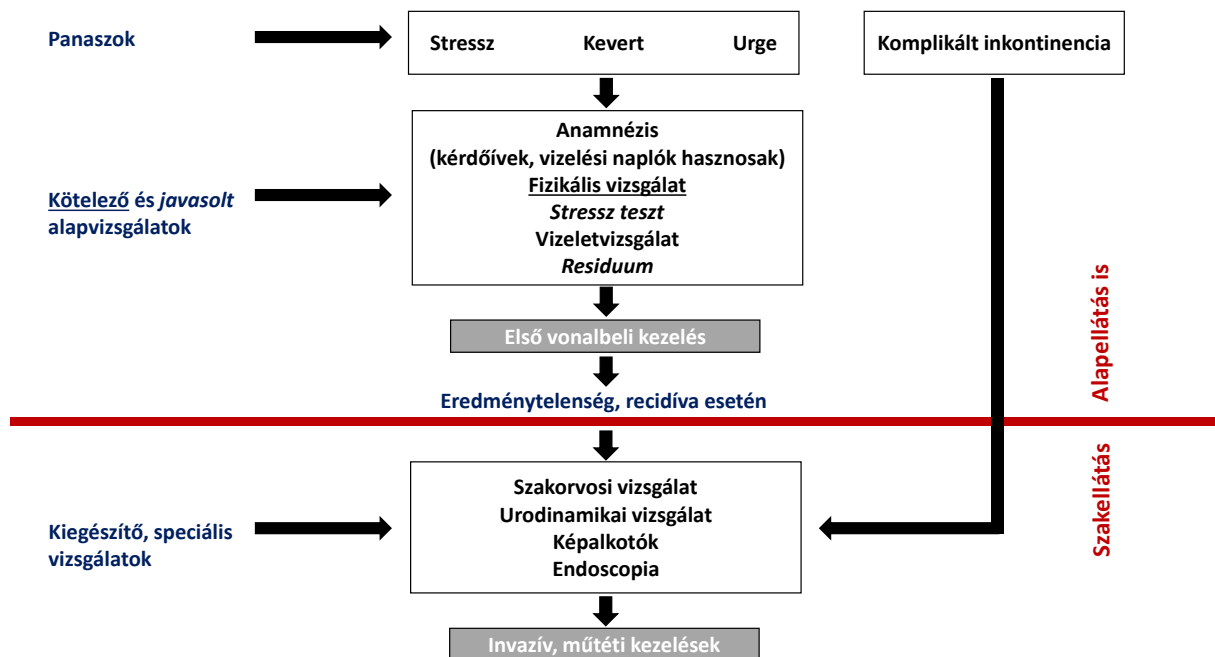 Panaszok
Stressz Kevert Urge
Komplikált inkontinencia
Anamnézis
(kérdőívek, vizelési naplók hasznosak)
Fizikális vizsgálat
Stressz teszt
Vizeletvizsgálat
Residuum
Kötelező és javasolt
alapvizsgálatok
Első vonalbeli kezelés
Eredménytelenség, recidíva esetén
Alapellátás is
Szakellátás
Szakorvosi vizsgálat
Urodinamikai vizsgálat
Képalkotók
Endoscopia
Kiegészítő, speciális
vizsgálatok
Invazív, műtéti kezelések